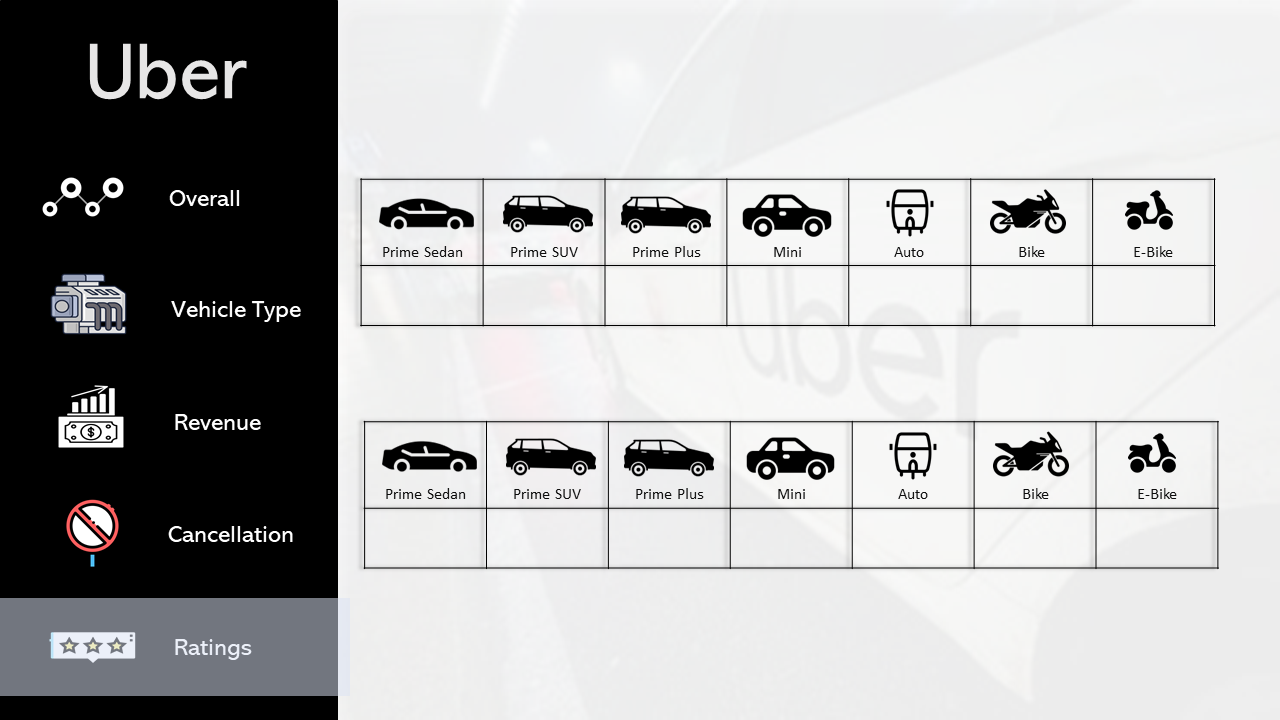 Uber
Overall
Vehicle Type
Revenue
$
Cancellation
Ratings
Prime Sedan Prime SUV Prime Plus Mini Auto Bike E-Bike
uber
Prime Sedan Prime SUV Prime Plus Mini Auto Bike E-Bike